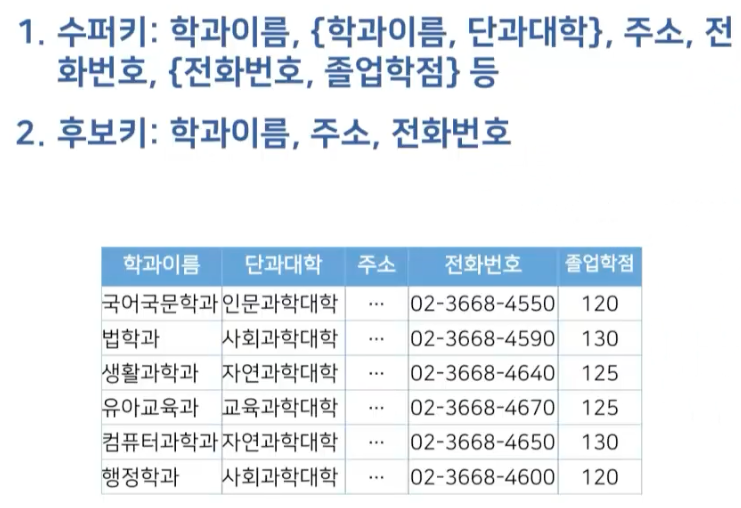 1. 수퍼키: 학과이름, {학과이름, 단과대학}, 주소, 전
화번호, {전화번호, 졸업학점} 등
2. 후보키: 학과이름, 주소, 전화번호
학과이름 단과대학 주소 전화번호 졸업학점
국어국문학과 인문과학대학 … 02-3668-4550 120
법학과 사회과학대학 … 02-3668-4590 130
생활과학과 자연과학대학 … 02-3668-4640 125
유아교육과 교육과학대학 … 02-3668-4670 125
컴퓨터과학과 자연과학대학 … 02-3668-4650 130
행정학과 사회과학대학 … 02-3668-4600 120